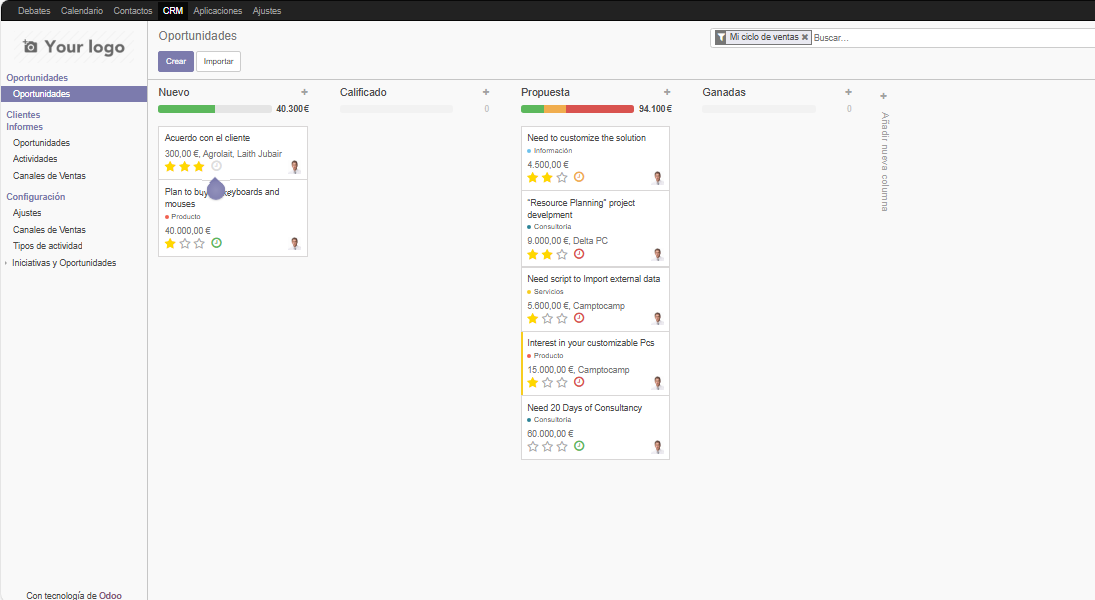 Debates Calendario Contactos CRM Aplicaciones Ajustes
Your logo
Oportunidades
Oportunidades
Clientes
Informes
Oportunidades
Actividades
Canales de Ventas
Configuración
Ajustes
Canales de Ventas
Tipos de actividad
Iniciativas y Oportunidades
Con tecnología de Odoo
Oportunidades
Mi ciclo de ventas Buscar...
Crear Importar
Nuevo
40.300 €
Acuerdo con el cliente
300,00 €, Agrolait, Laith Jubair
Plan to buy keyboards and
mouses
Producto
40.000,00 €
Calificado
0
Propuesta
94.100 €
Need to customize the solution
Información
4.500,00 €
“Resource Planning” project
develpment
Consultoría
9.000,00 €, Delta PC
Need script to Import external data
Servicios
5.600,00 €, Camptocamp
Interest in your customizable Pcs
Producto
15.000,00 €, Camptocamp
Need 20 Days of Consultancy
Consultoría
60.000,00 €
Ganadas
0
Añadir nueva columna